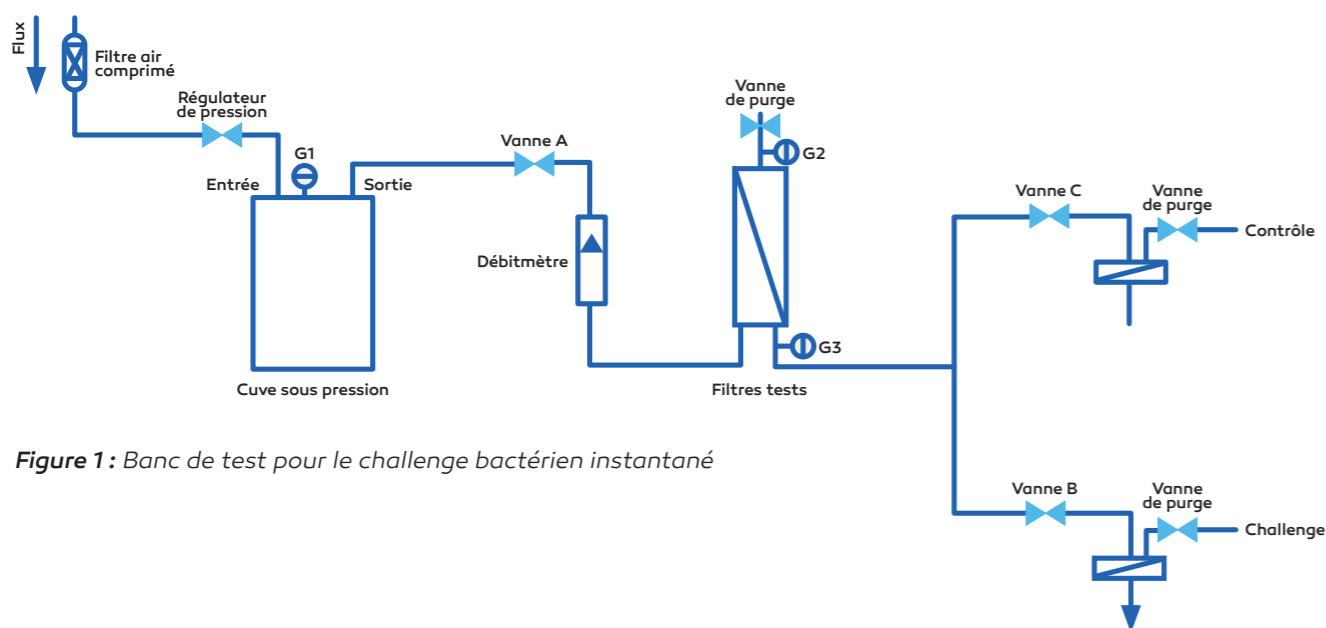 Flux
Filtre air
comprimé
Régulateur
de pression
G1
Entrée
Sortie
Vanne A
Débitmètre
Cuve sous pression
Vanne
de purge
G2
G3
Filtres tests
Vanne C
Vanne
de purge
Contrôle
Vanne B
Vanne
de purge
Challenge
Figure 1 : Banc de test pour le challenge bactérien instantané